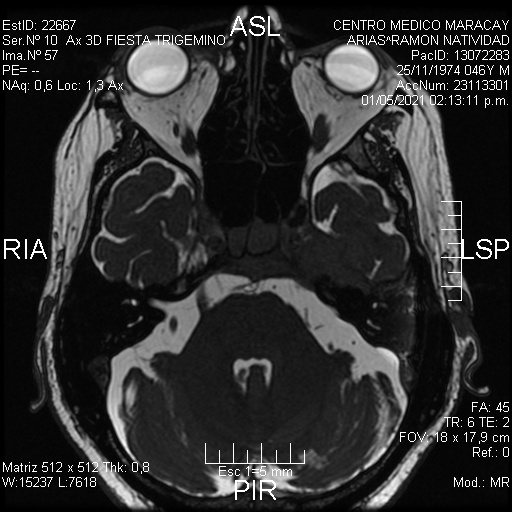 EstID: 22667
Ser.Nº 10 Ax 3D FIESTA TRIGEMINO
Ima.Nº 57
PE= --
NAq: 0,6 Loc: 1,3 Ax
ASL
CENTRO MEDICO MARACAY
ARIAS^RAMON NATIVIDAD
PacID: 13072283
25/11/1974 046Y M
AccNum: 23113301
01/05/2021 02:13:11 p.m.
RIA
LSP
FA: 45
TR: 6 TE: 2
FOV: 18 x 17,9 cm
Ref.: 0
Mod.: MR
Matriz 512 x 512 Thk: 0,8
W:15237 L:7618
Esc.1=5 mm
PIR